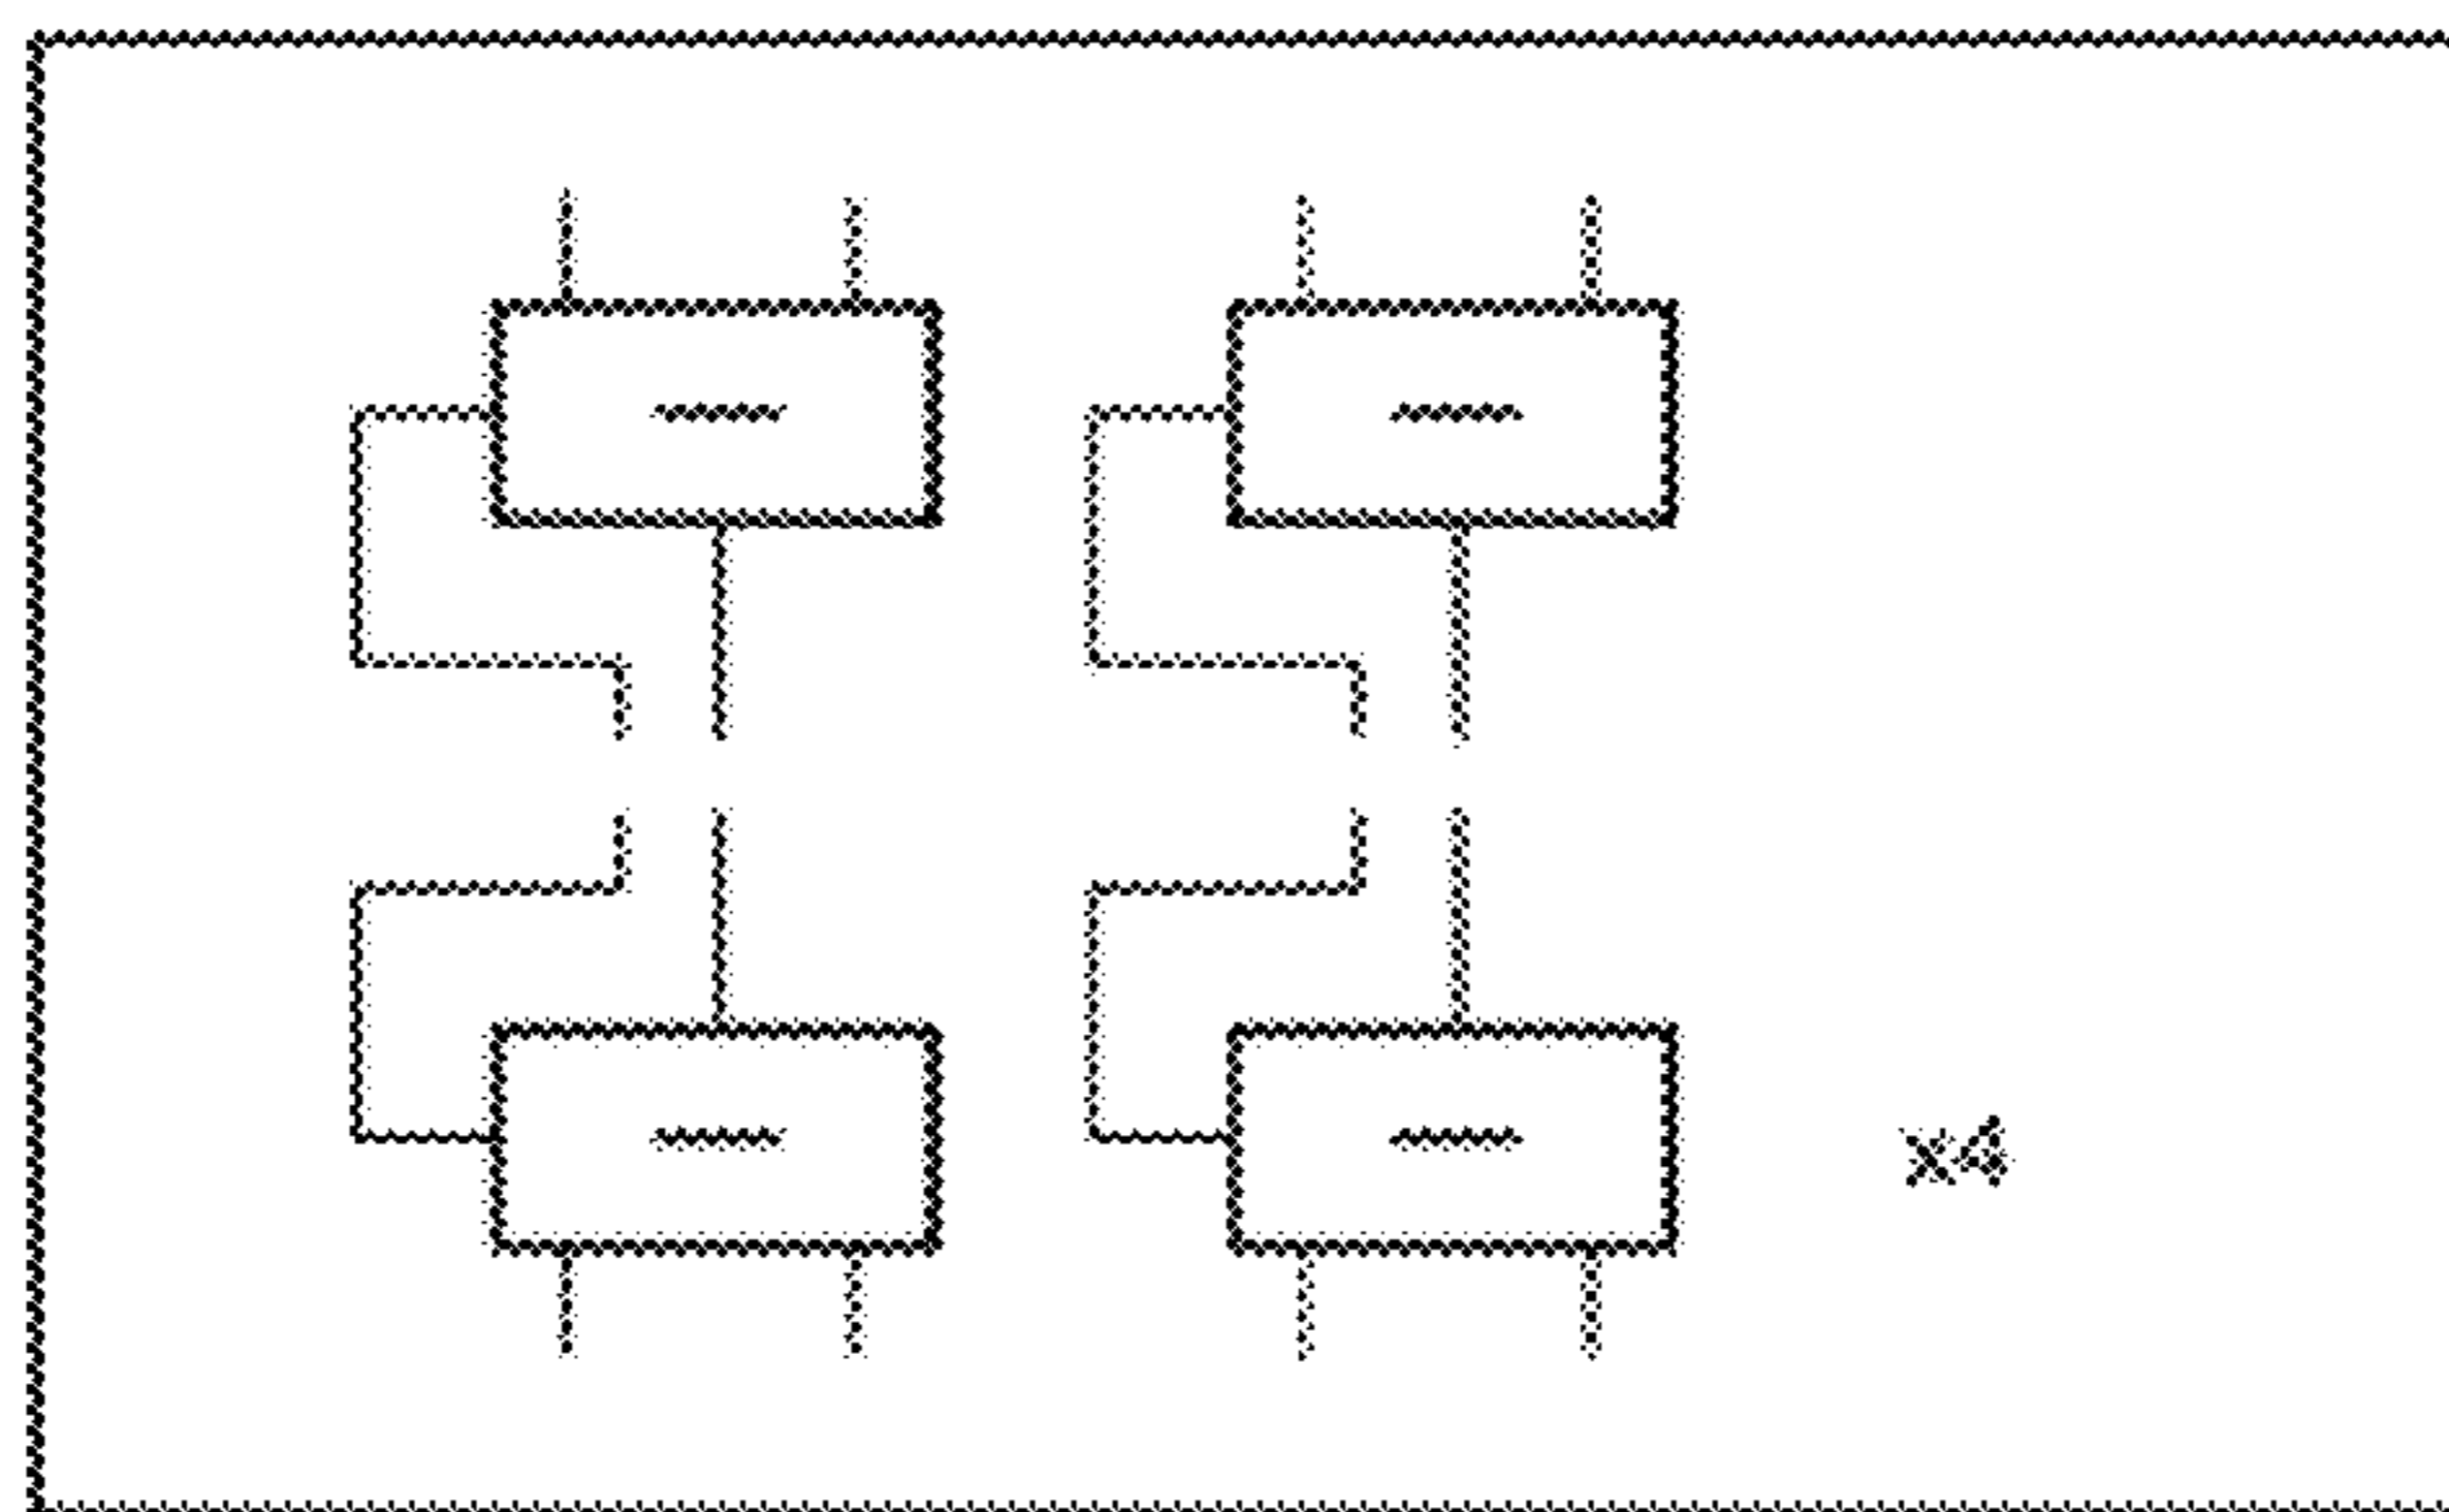 — —
— —
x4